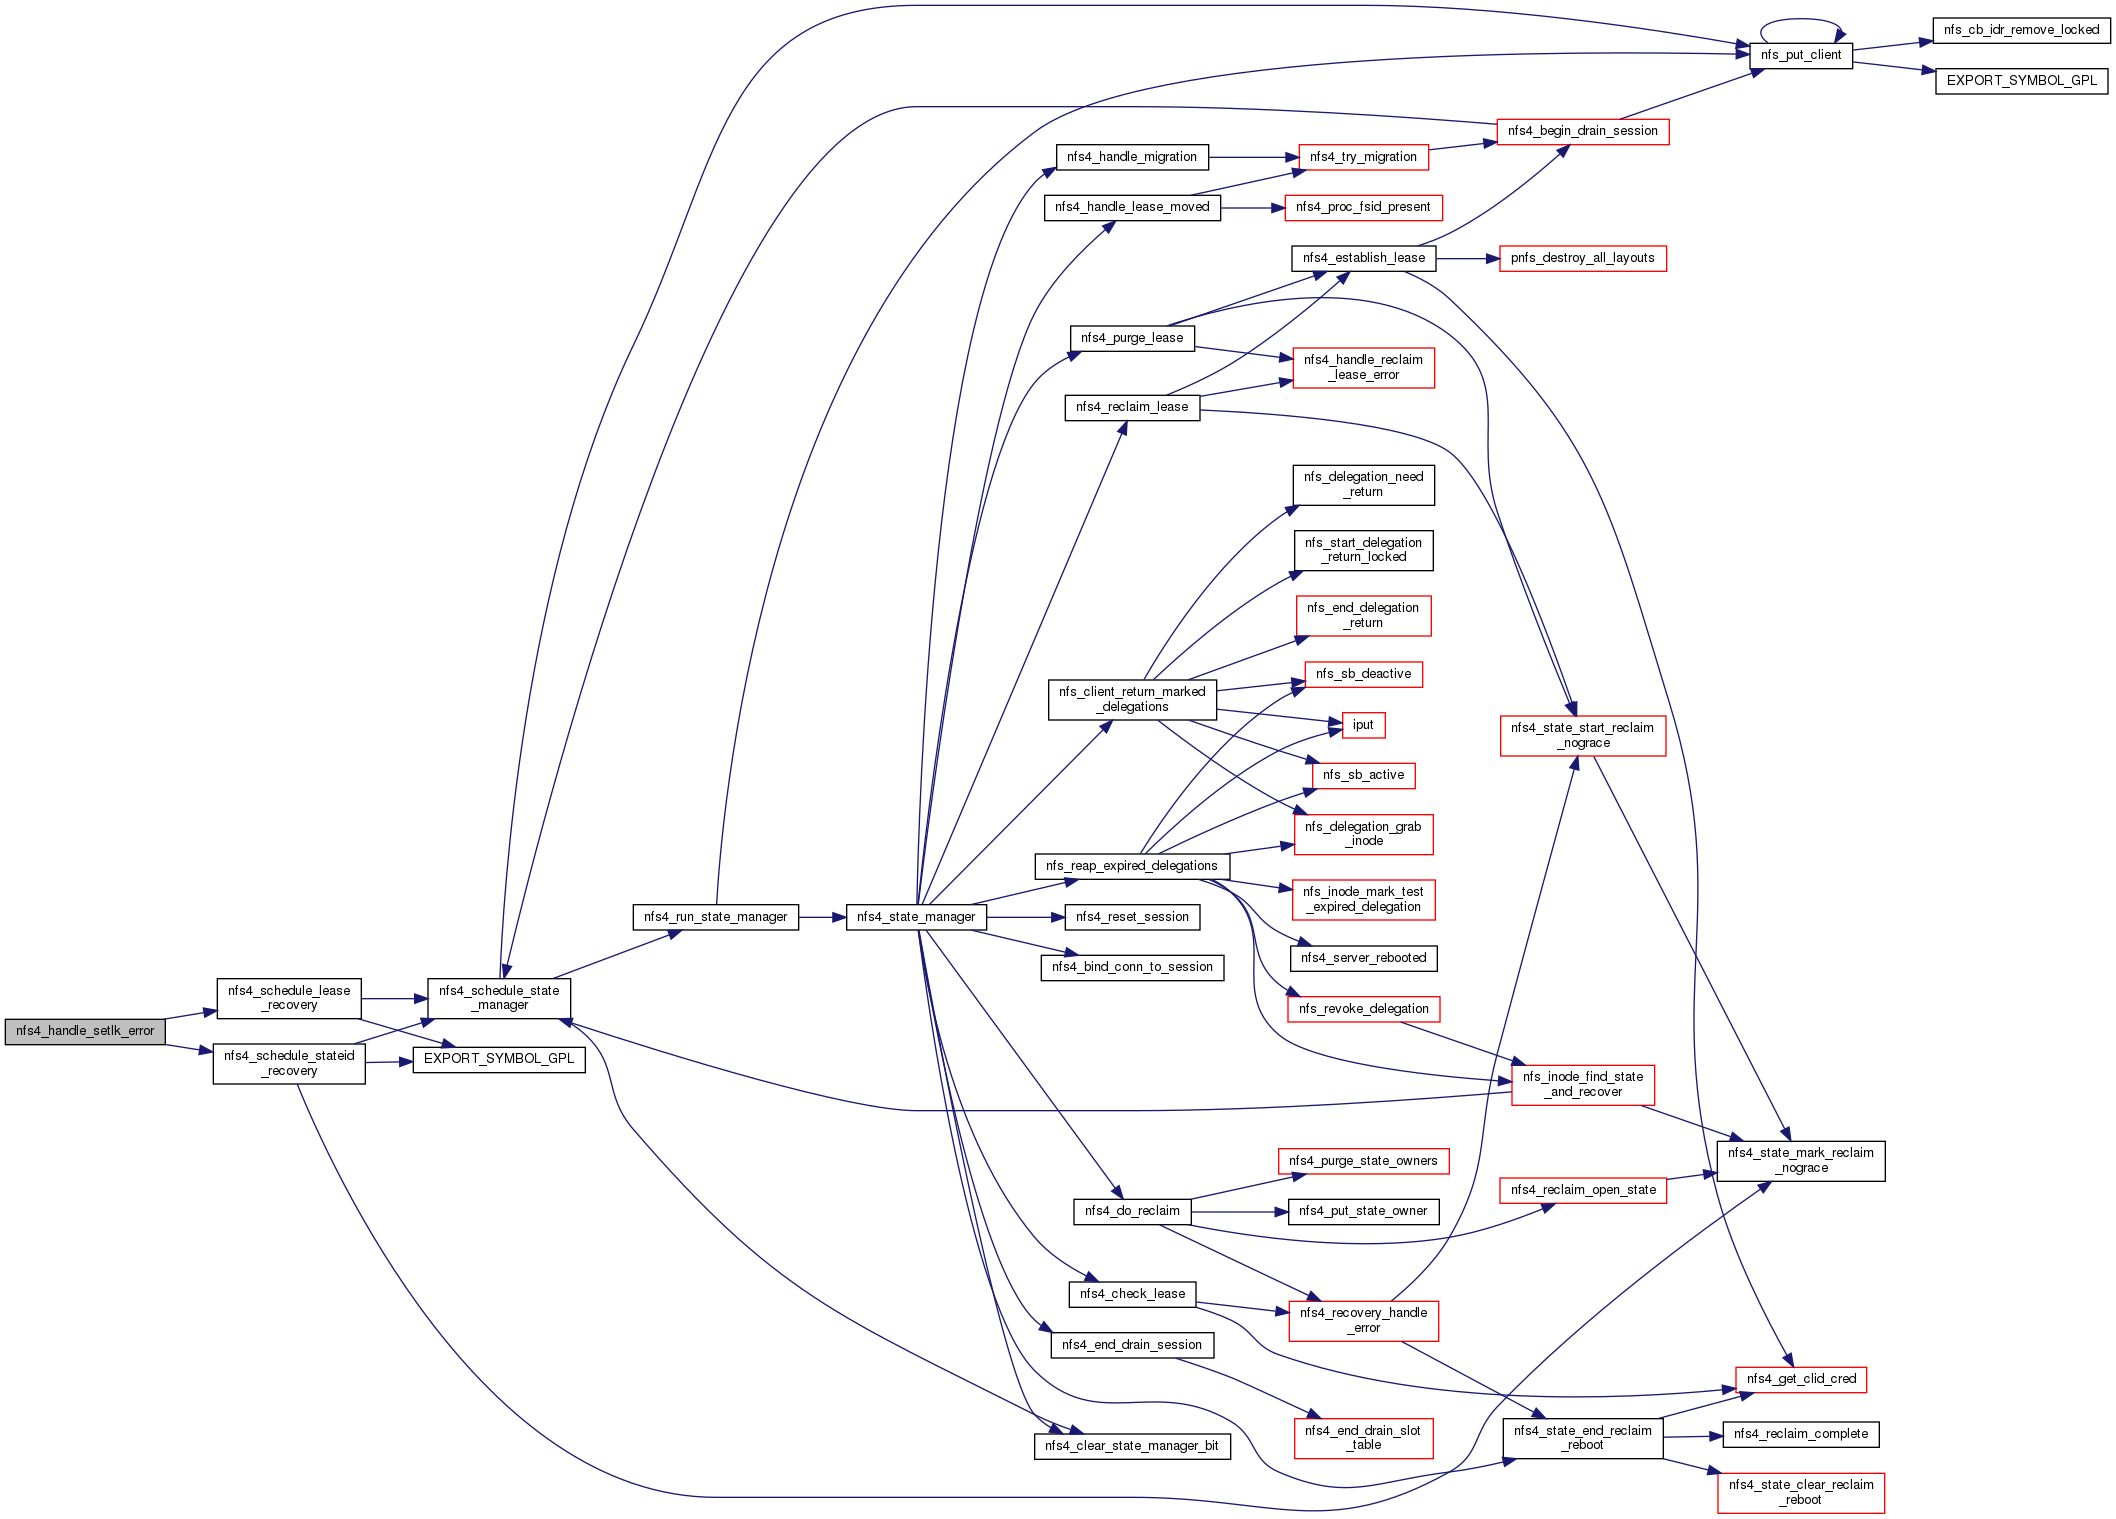 nfs4_handle_setlk_error
nfs4_schedule_lease
_recovery
nfs4_schedule_stateid
_recovery
nfs4_schedule_state
_manager
EXPORT_SYMBOL_GPL
nfs4_run_state_manager
nfs4_state_manager
nfs4_handle_migration
nfs4_handle_lease_moved
nfs4_purge_lease
nfs4_reclaim_lease
nfs_client_return_marked
_delegations
nfs_reap_expired_delegations
nfs4_reset_session
nfs4_bind_conn_to_session
nfs4_do_reclaim
nfs4_check_lease
nfs4_end_drain_session
nfs4_clear_state_manager_bit
nfs4_try_migration
nfs4_proc_fsid_present
nfs4_establish_lease
nfs4_handle_reclaim
_lease_error
nfs_delegation_need
_return
nfs_start_delegation
_return_locked
nfs_end_delegation
_return
nfs_sb_deactive
iput
nfs_sb_active
nfs_delegation_grab
_inode
nfs_inode_mark_test
_expired_delegation
nfs4_server_rebooted
nfs_revoke_delegation
nfs4_purge_state_owners
nfs4_put_state_owner
nfs4_recovery_handle
_error
nfs4_end_drain_slot
_table
nfs4_begin_drain_session
pnfs_destroy_all_layouts
nfs4_state_start_reclaim
_nograce
nfs_inode_find_state
_and_recover
nfs4_reclaim_open_state
nfs4_state_end_reclaim
_reboot
nfs_put_client
nfs4_state_mark_reclaim
_nograce
nfs4_get_clid_cred
nfs4_reclaim_complete
nfs4_state_clear_reclaim
_reboot
nfs_cb_idr_remove_locked
EXPORT_SYMBOL_GPL